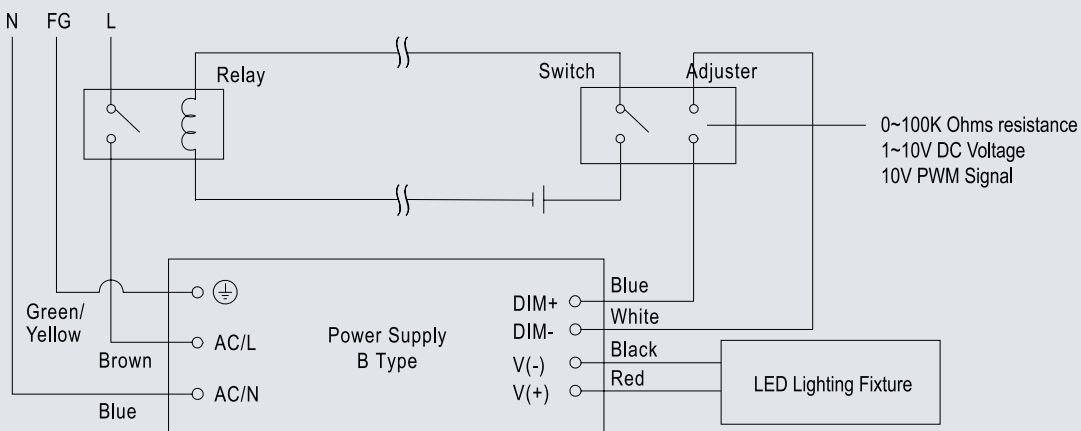 N FG L
Relay
Switch
Adjuster
0~100K Ohms resistance
1~10V DC Voltage
10V PWM Signal
Green/
Yellow
Brown
Blue
AC/L
AC/N
Power Supply
B Type
DIM+
DIM-
V(-)
V(+)
Blue
White
Black
Red
LED Lighting Fixture